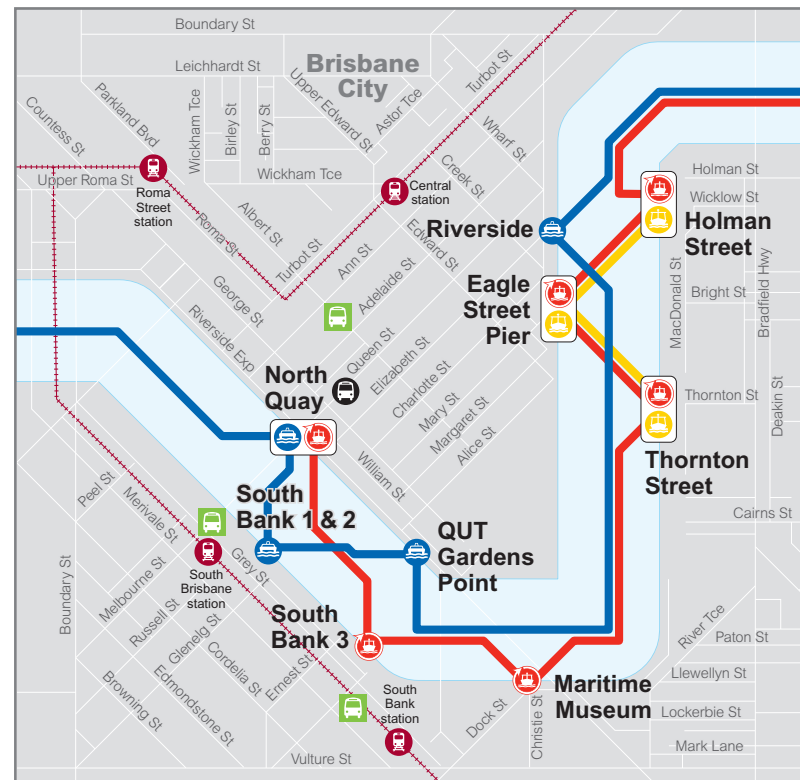 Boundary St
Leichhardt St
Brisbane
City
Turbot St
Parkland Bvd
Countess St
Wickham Tce
Birley St
Berry St
Upper Edward St
Astor Tce
Wharf St
Creek St
Holman St
Wicklow St
Upper Roma St
Roma
Street
station
Wickham Tce
Central
station
Albert St
Roma St
Turbot St
Ann St
Edward St
Riverside
Holman
Street
Eagle
Street
Pier
MacDonald St
Bradfield Hwy
Bright St
Adelaide St
George St
Riverside Exp
Queen St
Elizabeth St
Charlotte St
Mary St
Margaret St
Alice St
North
Quay
Thornton St
Deakin St
Thornton
Street
William St
Peel St
Merivale St
South
Bank 1 & 2
QUT
Gardens
Point
Cairns St
Grey St
South
Brisbane
station
Boundary St
Melbourne St
Russell St
Glenelg St
Cordelia St
Ernest St
Edmondstone St
Browning St
South
Bank 3
River Tce
Paton St
Llewellyn St
Maritime
Museum
Lockerbie St
Mark Lane
South
Bank
station
Dock St
Christie St
Vulture St